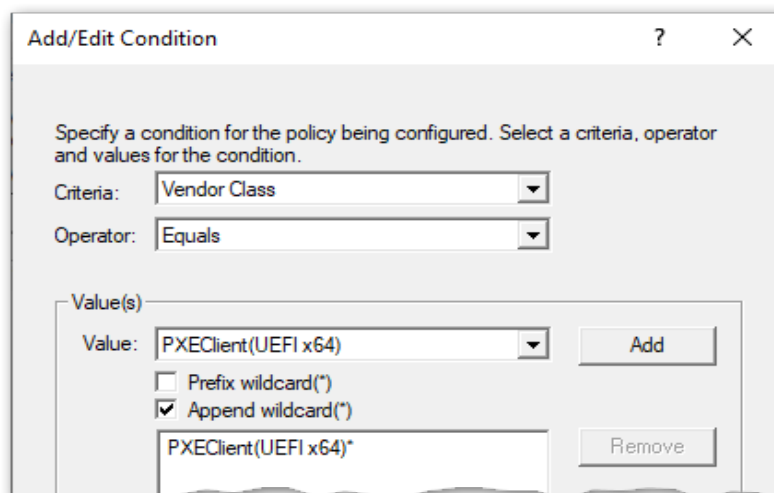 Add/Edit Condition ?
Specify a condition for the policy being configured. Select a criteria, operator
and values for the condition.
Criteria: Vendor Class
Operator: Equals
Value(s)
Value: PXEClient(UEFI x64) Add
Prefix wildcard(*)
Append wildcard(*)
PXEClient(UEFI x64)* Remove